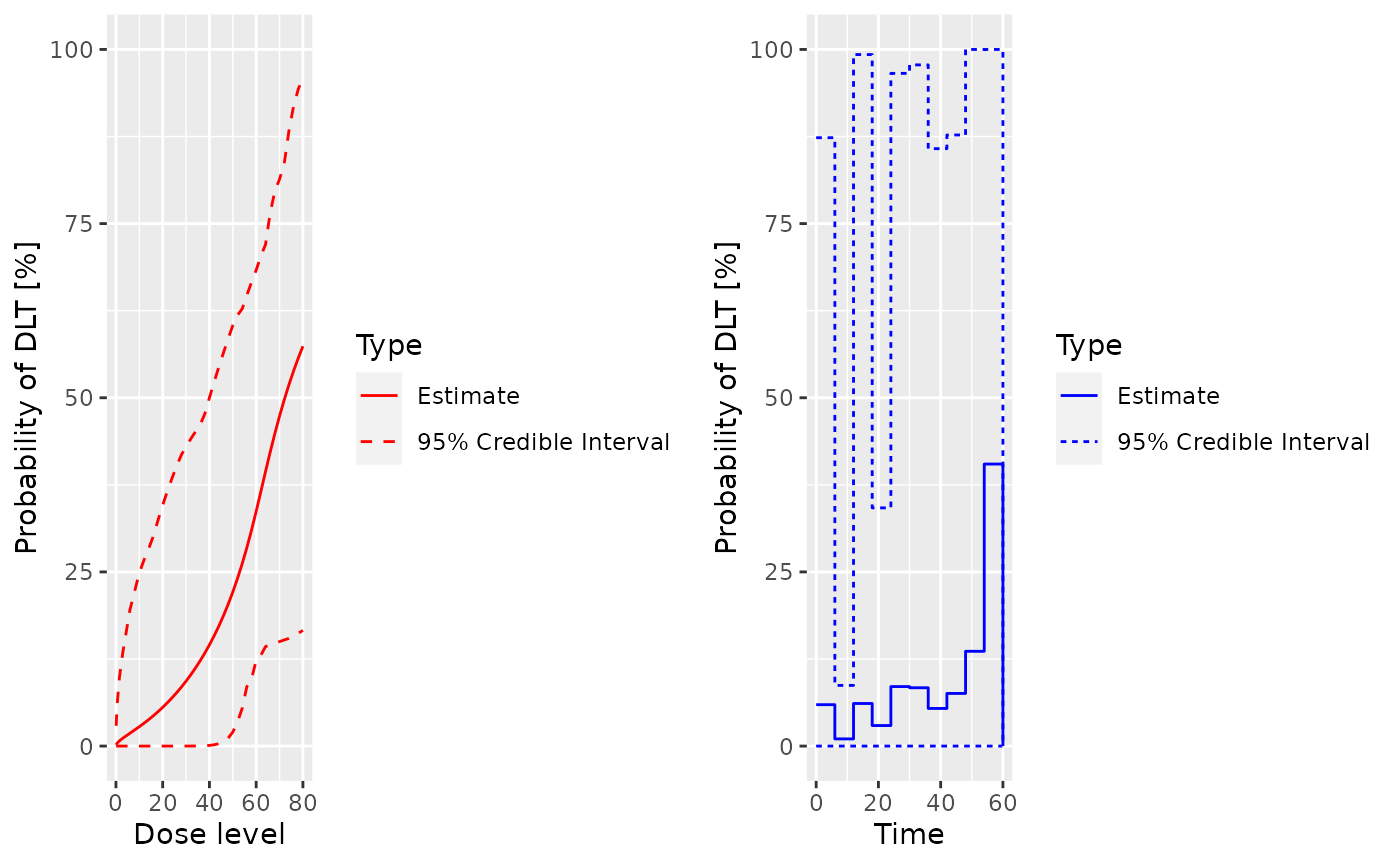 Probability of DLT [%]
100
75
50
25
0
0 20 40 60 80
Dose level
Type
Estimate
95% Credible Interval
Probability of DLT [%]
100
75
50
25
0
0 20 40 60
Time
Type
Estimate
95% Credible Interval